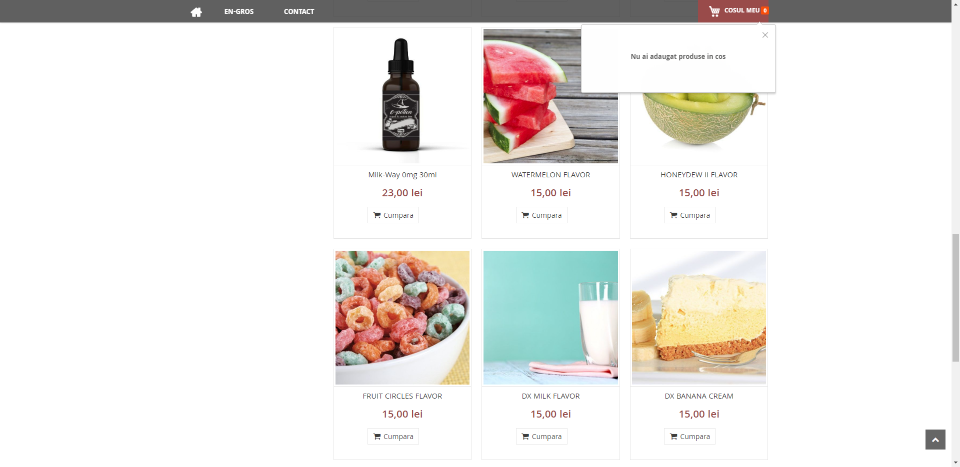 EN-GROS
CONTACT
COSUL MEU 0
Nu ai adaugat produse in cos
Milk-Way 0mg 30ml
WATERMELON FLAVOR
HONEYDEW II FLAVOR
23,00 lei
15,00 lei
15,00 lei
Cumpara
Cumpara
Cumpara
FRUIT CIRCLES FLAVOR
DX MILK FLAVOR
DX BANANA CREAM
15,00 lei
15,00 lei
15,00 lei
Cumpara
Cumpara
Cumpara